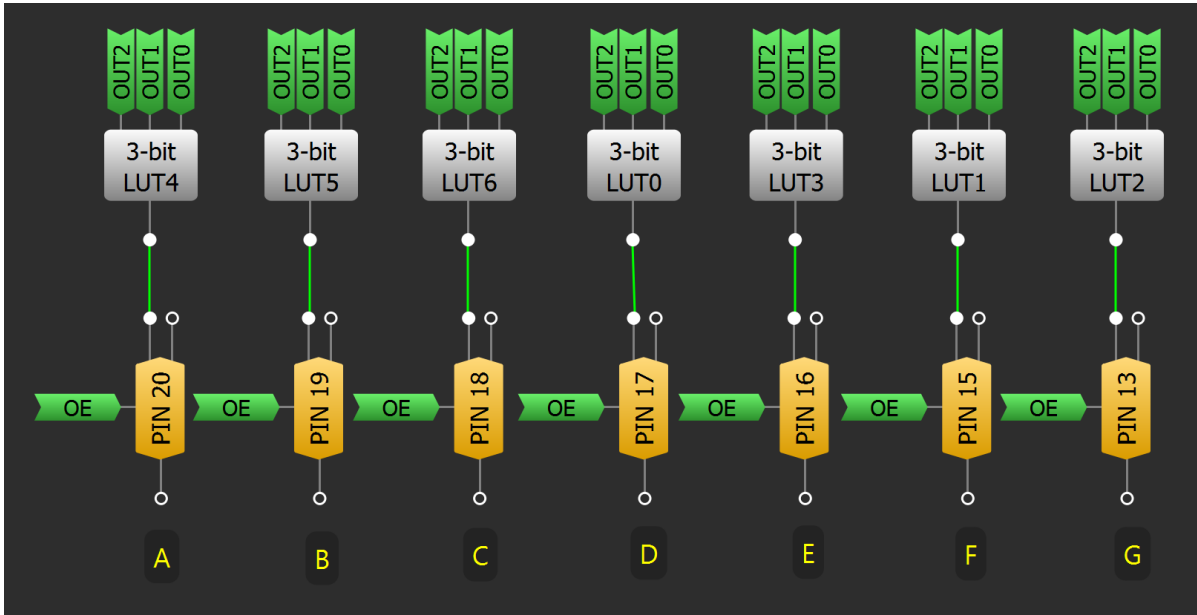 OUT2 OUT1 OUT0 OUT2 OUT1 OUT0 OUT2 OUT1 OUT0 OUT2 OUT1 OUT0 OUT2 OUT1 OUT0 OUT2 OUT1 OUT0 OUT2 OUT1 OUT0
3-bit 3-bit 3-bit 3-bit 3-bit 3-bit 3-bit
LUT4 LUT5 LUT6 LUT0 LUT3 LUT1 LUT2
OE PIN 20 OE PIN 19 OE PIN 18 OE PIN 17 OE PIN 16 OE PIN 15 OE PIN 13
A B C D E F G